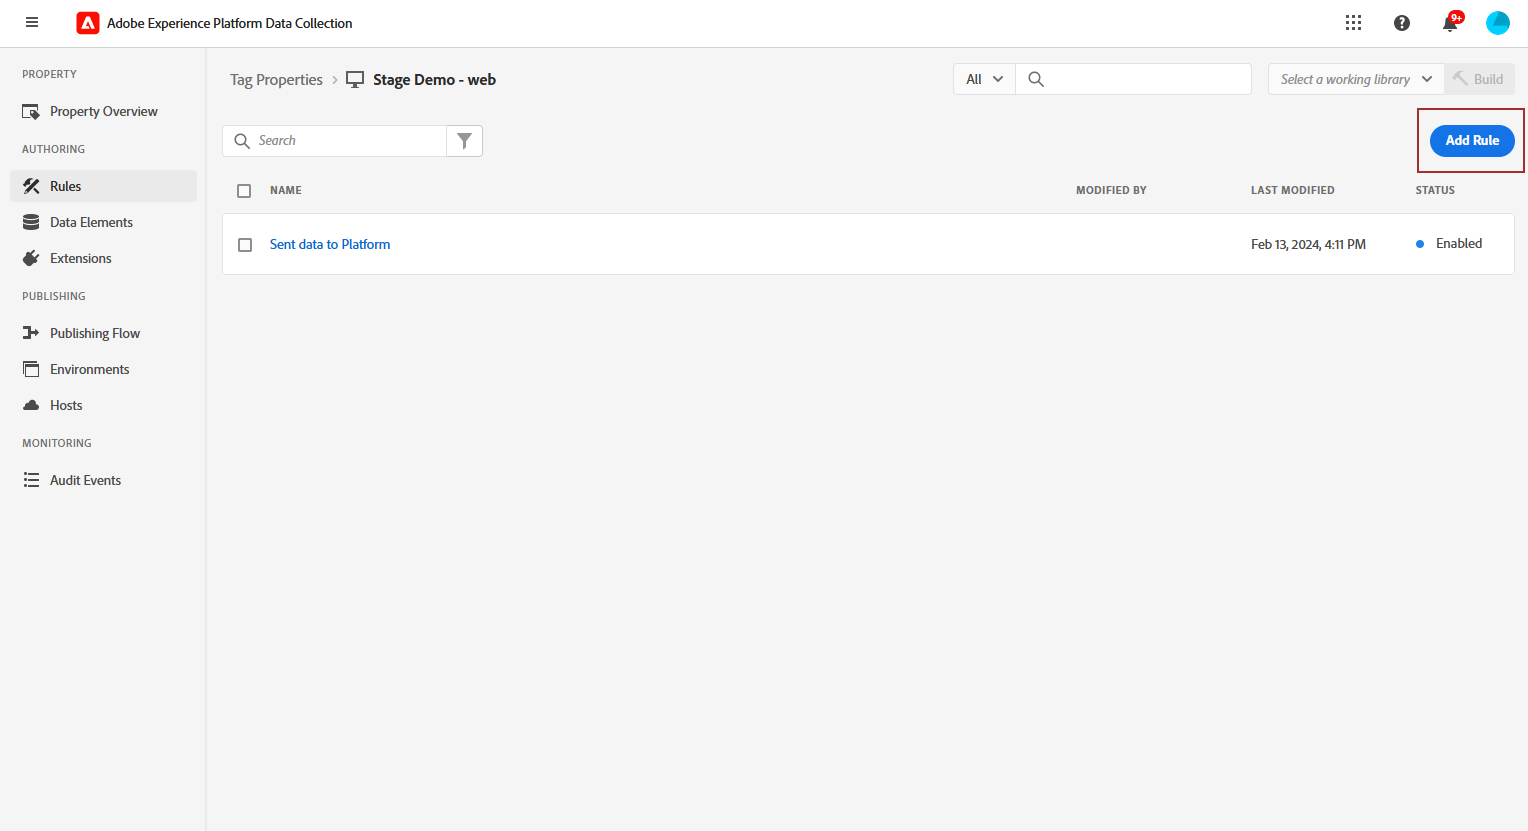 Adobe Experience Platform Data Collection
9+
PROPERTY
Property Overview
AUTHORING
Rules
Data Elements
Extensions
PUBLISHING
Publishing Flow
Environments
Hosts
MONITORING
Audit Events
Tag Properties > Stage Demo - web
All
Select a working library
Build
Search
Add Rule
NAME MODIFIED BY LAST MODIFIED STATUS
Sent data to Platform Feb 13, 2024, 4:11 PM Enabled